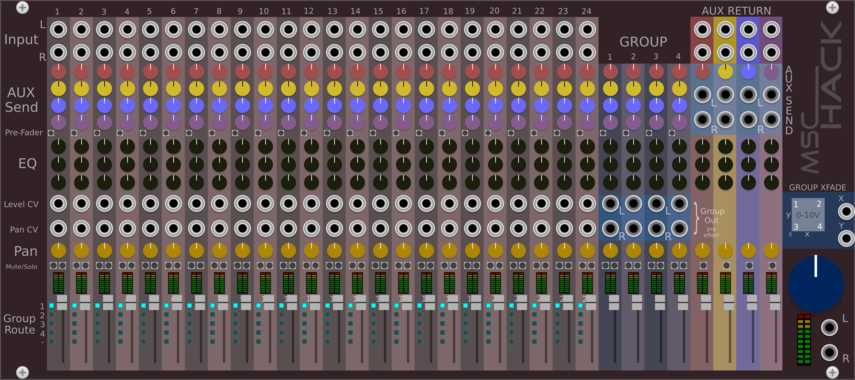 1 2 3 4 5 6 7 8 9 10 11 12 13 14 15 16 17 18 19 20 21 22 23 24
AUX RETURN
L
Input
R
GROUP
1 2 3 4
AUX
Send
Pre-Fader
EQ
Level CV
Pan CV
Pan
Mute/Solo
1
Group
2
3
Route
4
-
L L
R R
Group
Out
pre
effect
L L
R R
AUX SEND
MSCHACK
GROUP XFADE
1 2
y 0-10V
3 4
x
X
Y
L
R